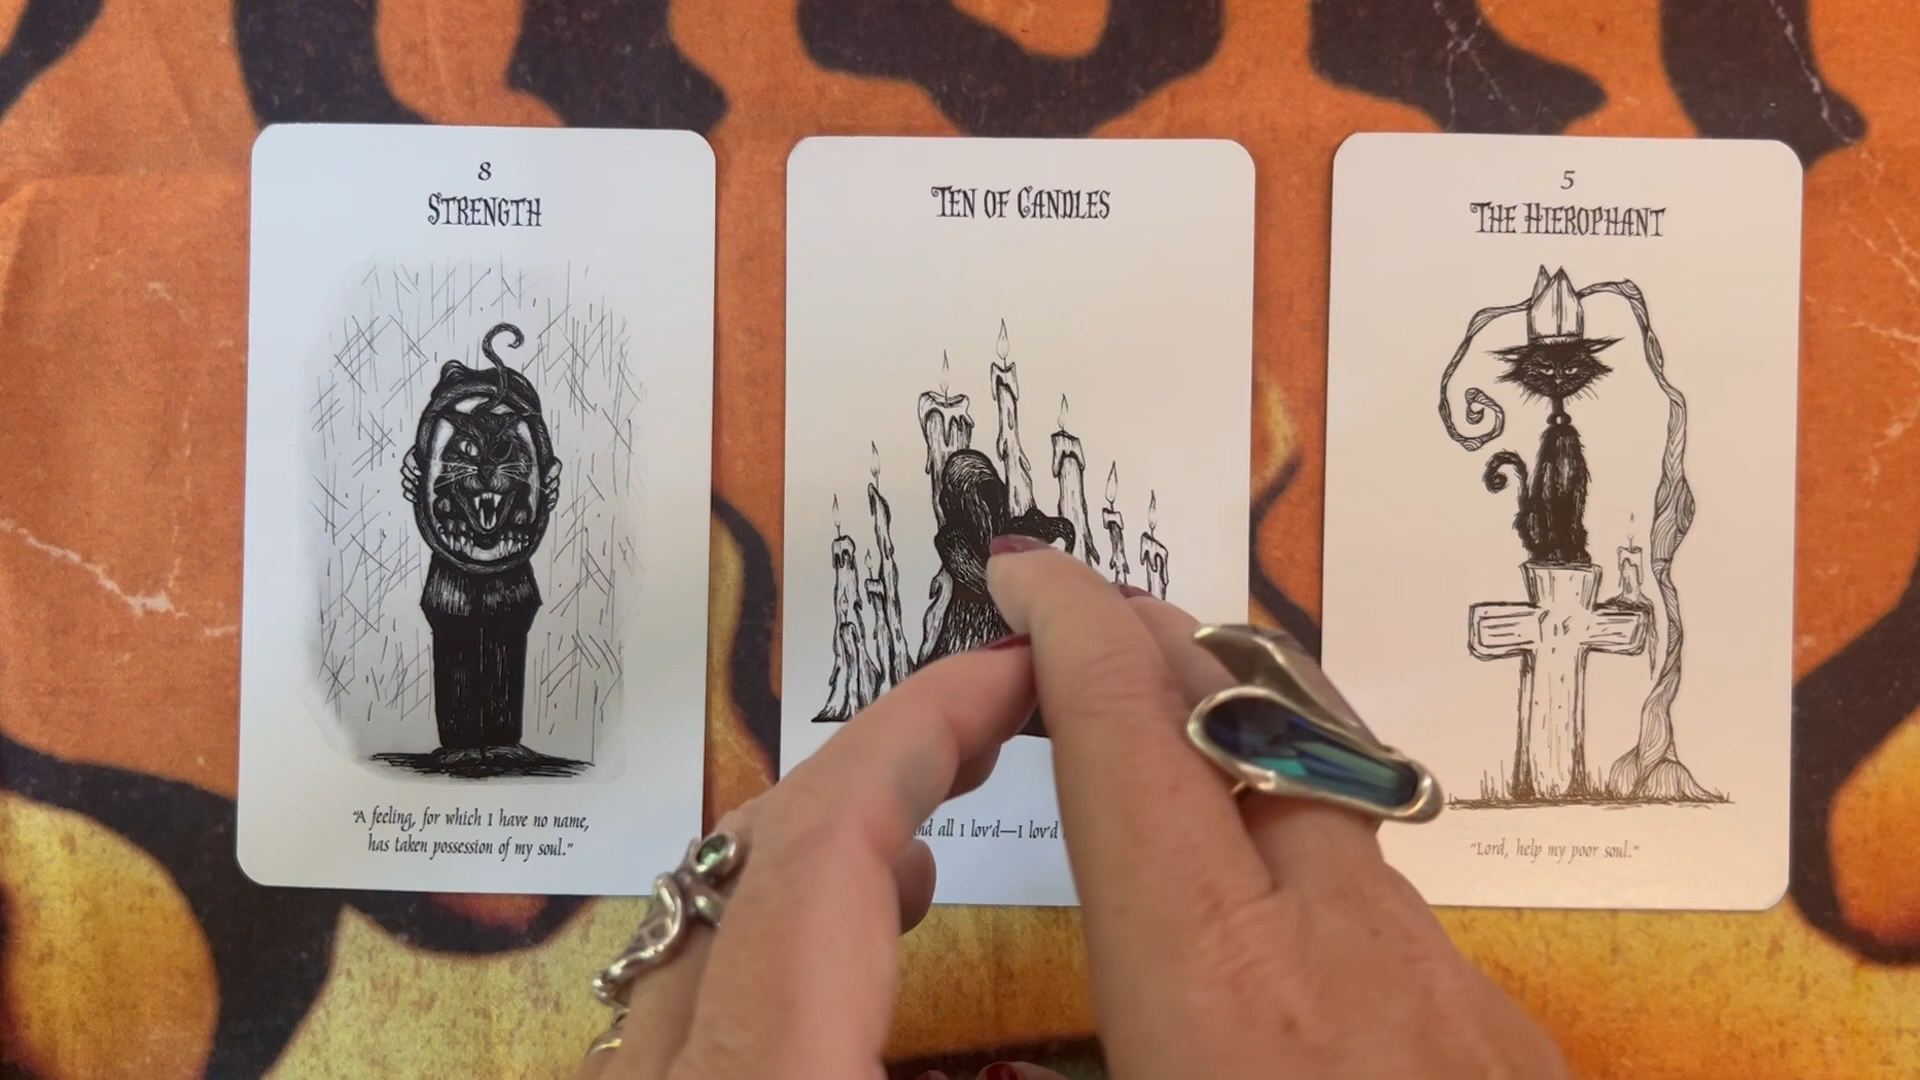 8
STRENGTH
"A feeling, for which I have no name,
has taken possession of my soul."
TEN OF CANDLES
all I lov'd—I lov'd
5
THE HIEROPHANT
"Lord, help my poor soul."